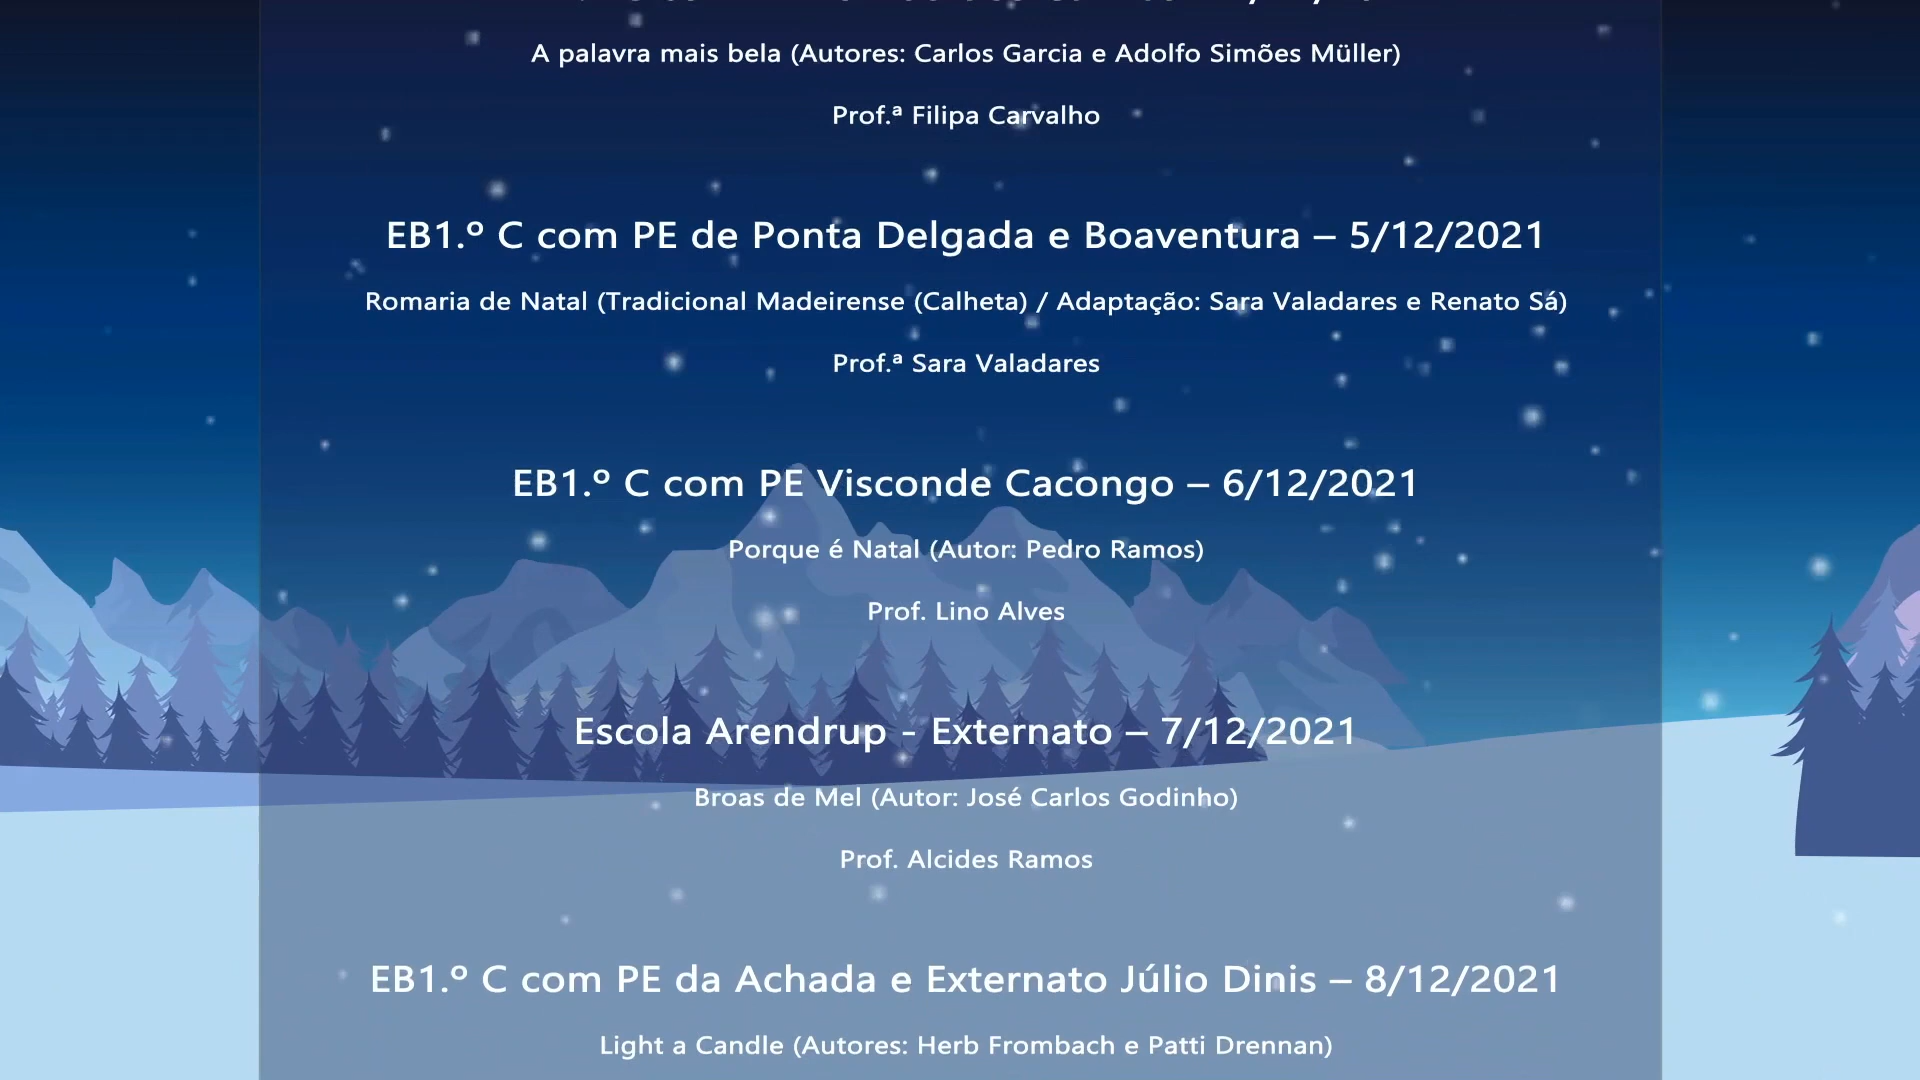 A palavra mais bela (Autores: Carlos Garcia e Adolfo Simões Müller)
Prof.ª Filipa Carvalho
EB1.º C com PE de Ponta Delgada e Boaventura – 5/12/2021
Romaria de Natal (Tradicional Madeirense (Calheta) / Adaptação: Sara Valadares e Renato Sá)
Prof.ª Sara Valadares
EB1.º C com PE Visconde Cacongo – 6/12/2021
Porque é Natal (Autor: Pedro Ramos)
Prof. Lino Alves
Escola Arendrup - Externato – 7/12/2021
Broas de Mel (Autor: José Carlos Godinho)
Prof. Alcides Ramos
EB1.º C com PE da Achada e Externato Júlio Dinis – 8/12/2021
Light a Candle (Autores: Herb Frombach e Patti Drennan)